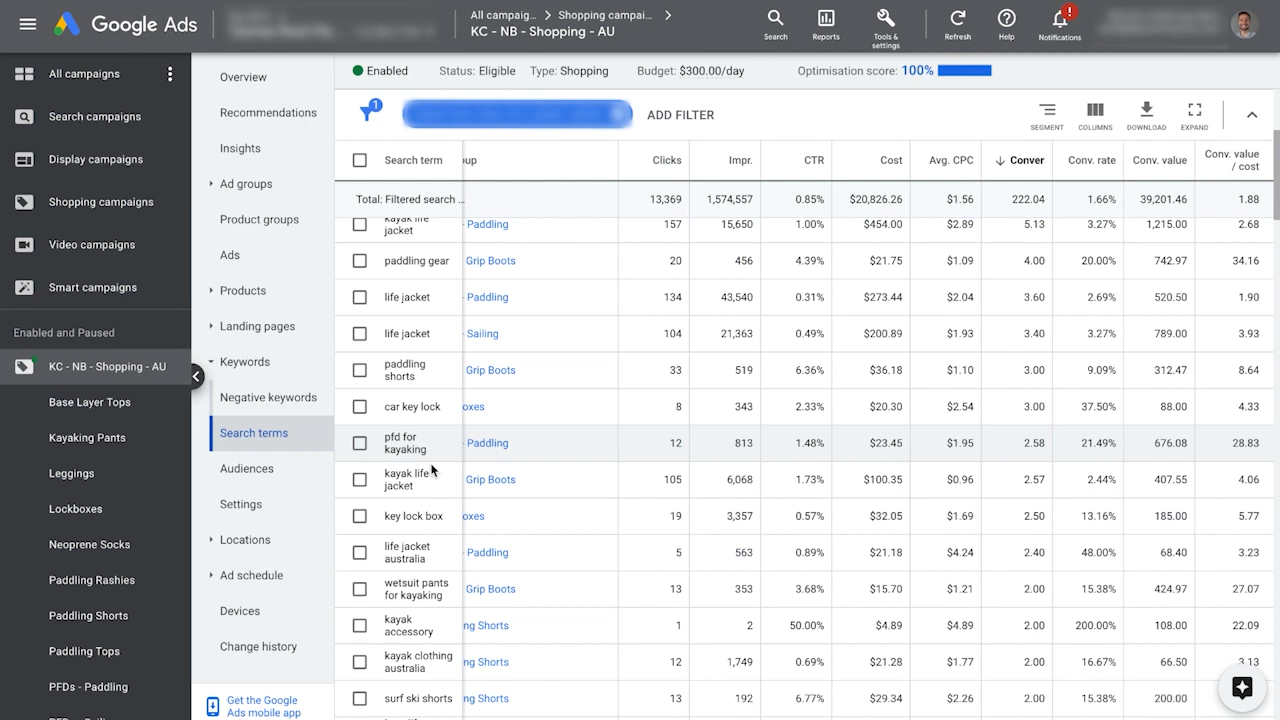 Google Ads
All campaig... > Shopping campai... >
KC - NB - Shopping - AU
Search
Reports
Tools &
settings
Refresh
Help
!
Notifications
All campaigns
Search campaigns
Display campaigns
Shopping campaigns
Video campaigns
Smart campaigns
Enabled and Paused
KC - NB - Shopping - AU
Base Layer Tops
Kayaking Pants
Leggings
Lockboxes
Neoprene Socks
Paddling Rashies
Paddling Shorts
Paddling Tops
PFDs - Paddling
Overview
Recommendations
Insights
Ad groups
Product groups
Ads
Products
Landing pages
Keywords
Negative keywords
Search terms
Audiences
Settings
Locations
Ad schedule
Devices
Change history
Get the Google
Ads mobile app
Enabled Status: Eligible Type: Shopping Budget: $300.00/day Optimisation score: 100%
1
ADD FILTER
SEGMENT
COLUMNS
DOWNLOAD
EXPAND
Search term oup Clicks Impr. CTR Cost Avg. CPC Conver Conv. rate Conv. value Conv. value
/ cost
Total: Filtered search ... 13,369 1,574,557 0.85% $20,826.26 $1.56 222.04 1.66% 39,201.46 1.88
kayak life
jacket - Paddling 157 15,650 1.00% $454.00 $2.89 5.13 3.27% 1,215.00 2.68
paddling gear Grip Boots 20 456 4.39% $21.75 $1.09 4.00 20.00% 742.97 34.16
life jacket - Paddling 134 43,540 0.31% $273.44 $2.04 3.60 2.69% 520.50 1.90
life jacket - Sailing 104 21,363 0.49% $200.89 $1.93 3.40 3.27% 789.00 3.93
paddling
shorts Grip Boots 33 519 6.36% $36.18 $1.10 3.00 9.09% 312.47 8.64
car key lock oxes 8 343 2.33% $20.30 $2.54 3.00 37.50% 88.00 4.33
pfd for
kayaking - Paddling 12 813 1.48% $23.45 $1.95 2.58 21.49% 676.08 28.83
kayak life
jacket Grip Boots 105 6,068 1.73% $100.35 $0.96 2.57 2.44% 407.55 4.06
key lock box oxes 19 3,357 0.57% $32.05 $1.69 2.50 13.16% 185.00 5.77
life jacket
australia - Paddling 5 563 0.89% $21.18 $4.24 2.40 48.00% 68.40 3.23
wetsuit pants
for kayaking Grip Boots 13 353 3.68% $15.70 $1.21 2.00 15.38% 424.97 27.07
kayak
accessory ng Shorts 1 2 50.00% $4.89 $4.89 2.00 200.00% 108.00 22.09
kayak clothing
australia ng Shorts 12 1,749 0.69% $21.28 $1.77 2.00 16.67% 66.50 3.13
surf ski shorts ng Shorts 13 192 6.77% $29.34 $2.26 2.00 15.38% 200.00